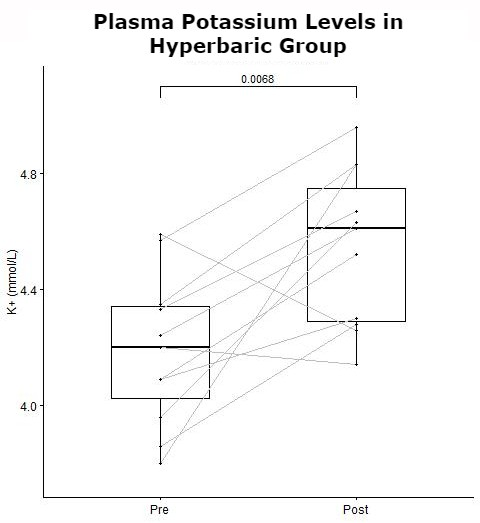 Plasma Potassium Levels in
Hyperbaric Group
0.0068
4.8
4.4
4.0
K+ (mmol/L)
Pre
Post